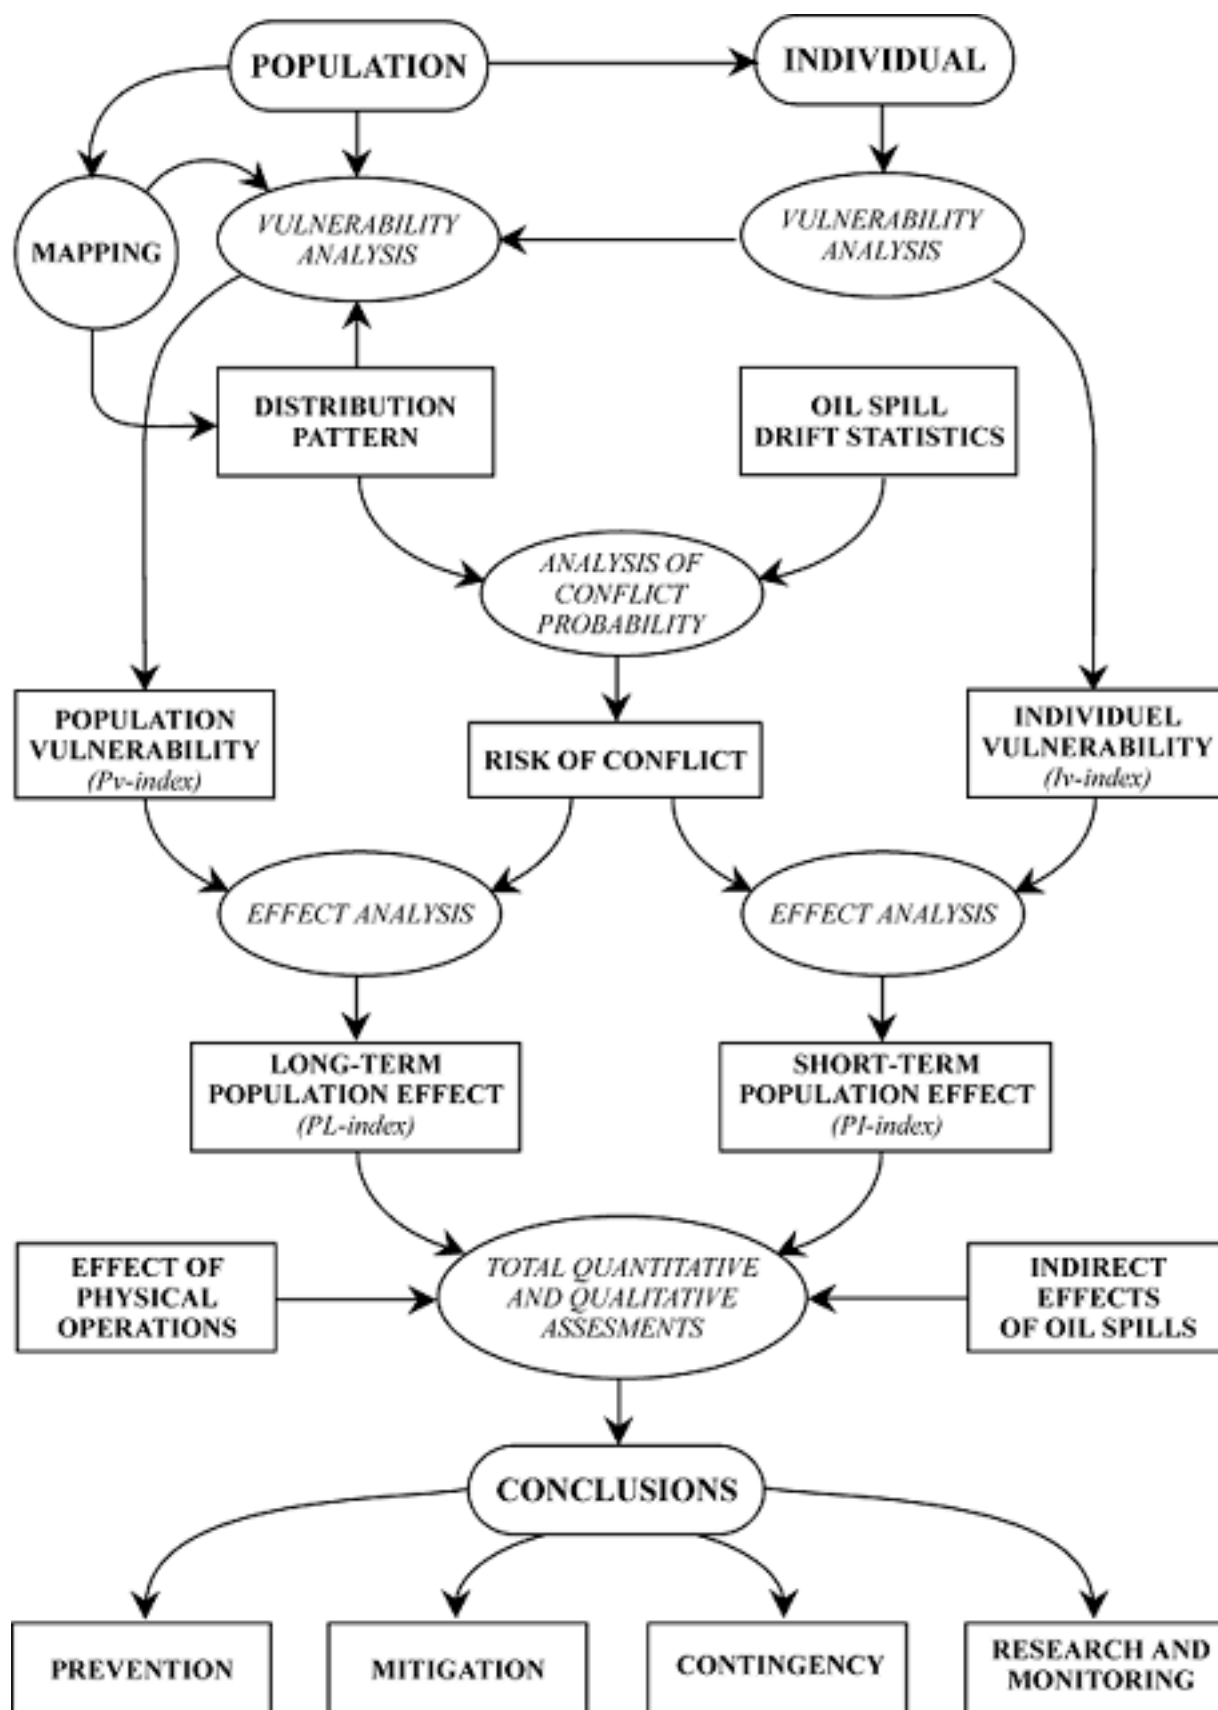 POPULATION
INDIVIDUAL
MAPPING
VULNERABILITY
ANALYSIS
VULNERABILITY
ANALYSIS
DISTRIBUTION
PATTERN
OIL SPILL
DRIFT STATISTICS
ANALYSIS OF
CONFLICT
PROBABILITY
POPULATION
VULNERABILITY
(Pv-index)
RISK OF CONFLICT
INDIVIDUEL
VULNERABILITY
(Iv-index)
EFFECT ANALYSIS
EFFECT ANALYSIS
LONG-TERM
POPULATION EFFECT
(PL-index)
SHORT-TERM
POPULATION EFFECT
(PI-index)
EFFECT OF
PHYSICAL
OPERATIONS
TOTAL QUANTITATIVE
AND QUALITATIVE
ASSESMENTS
INDIRECT
EFFECTS
OF OIL SPILLS
CONCLUSIONS
PREVENTION
MITIGATION
CONTINGENCY
RESEARCH AND
MONITORING